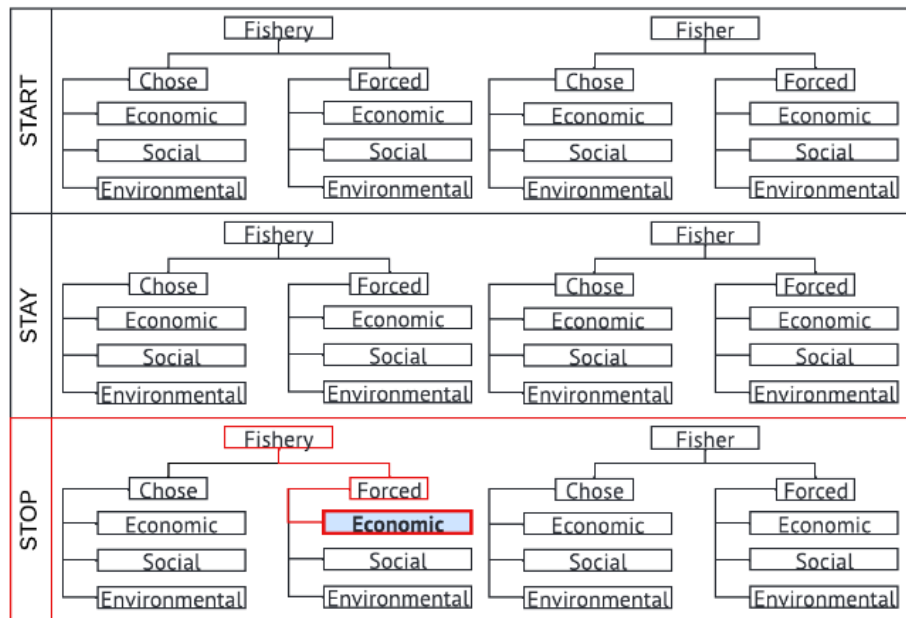 START
Fishery Fisher
Chose Forced Chose Forced
Economic Economic Economic Economic
Social Social Social Social
Environmental Environmental Environmental Environmental
STAY
Fishery Fisher
Chose Forced Chose Forced
Economic Economic Economic Economic
Social Social Social Social
Environmental Environmental Environmental Environmental
STOP
Fishery Fisher
Chose Forced Chose Forced
Economic Economic Economic Economic
Social Social Social Social
Environmental Environmental Environmental Environmental